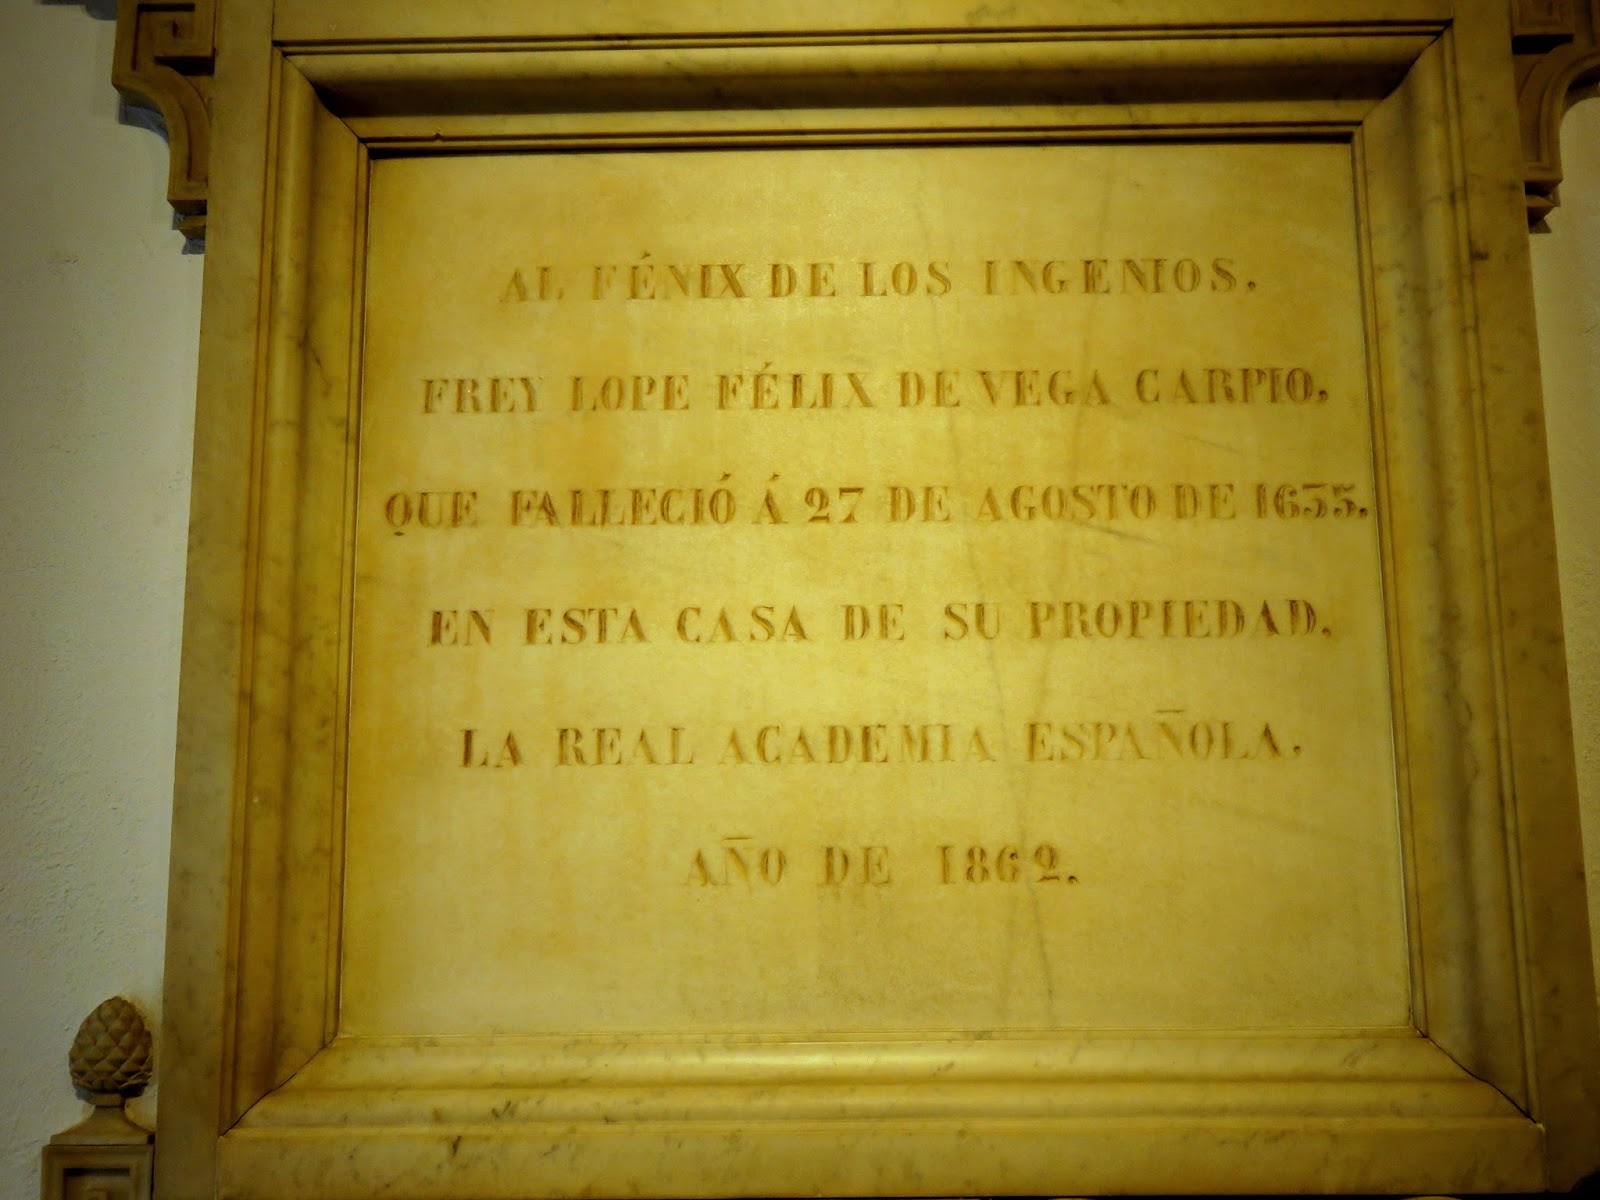 AL FÉNIX DE LOS INGENIOS.
FREY LOPE FÉLIX DE VEGA CARPIO,
QUE FALLECIÓ Á 27 DE AGOSTO DE 1635,
EN ESTA CASA DE SU PROPIEDAD,
LA REAL ACADEMIA ESPAÑOLA.
AÑO DE 1862.